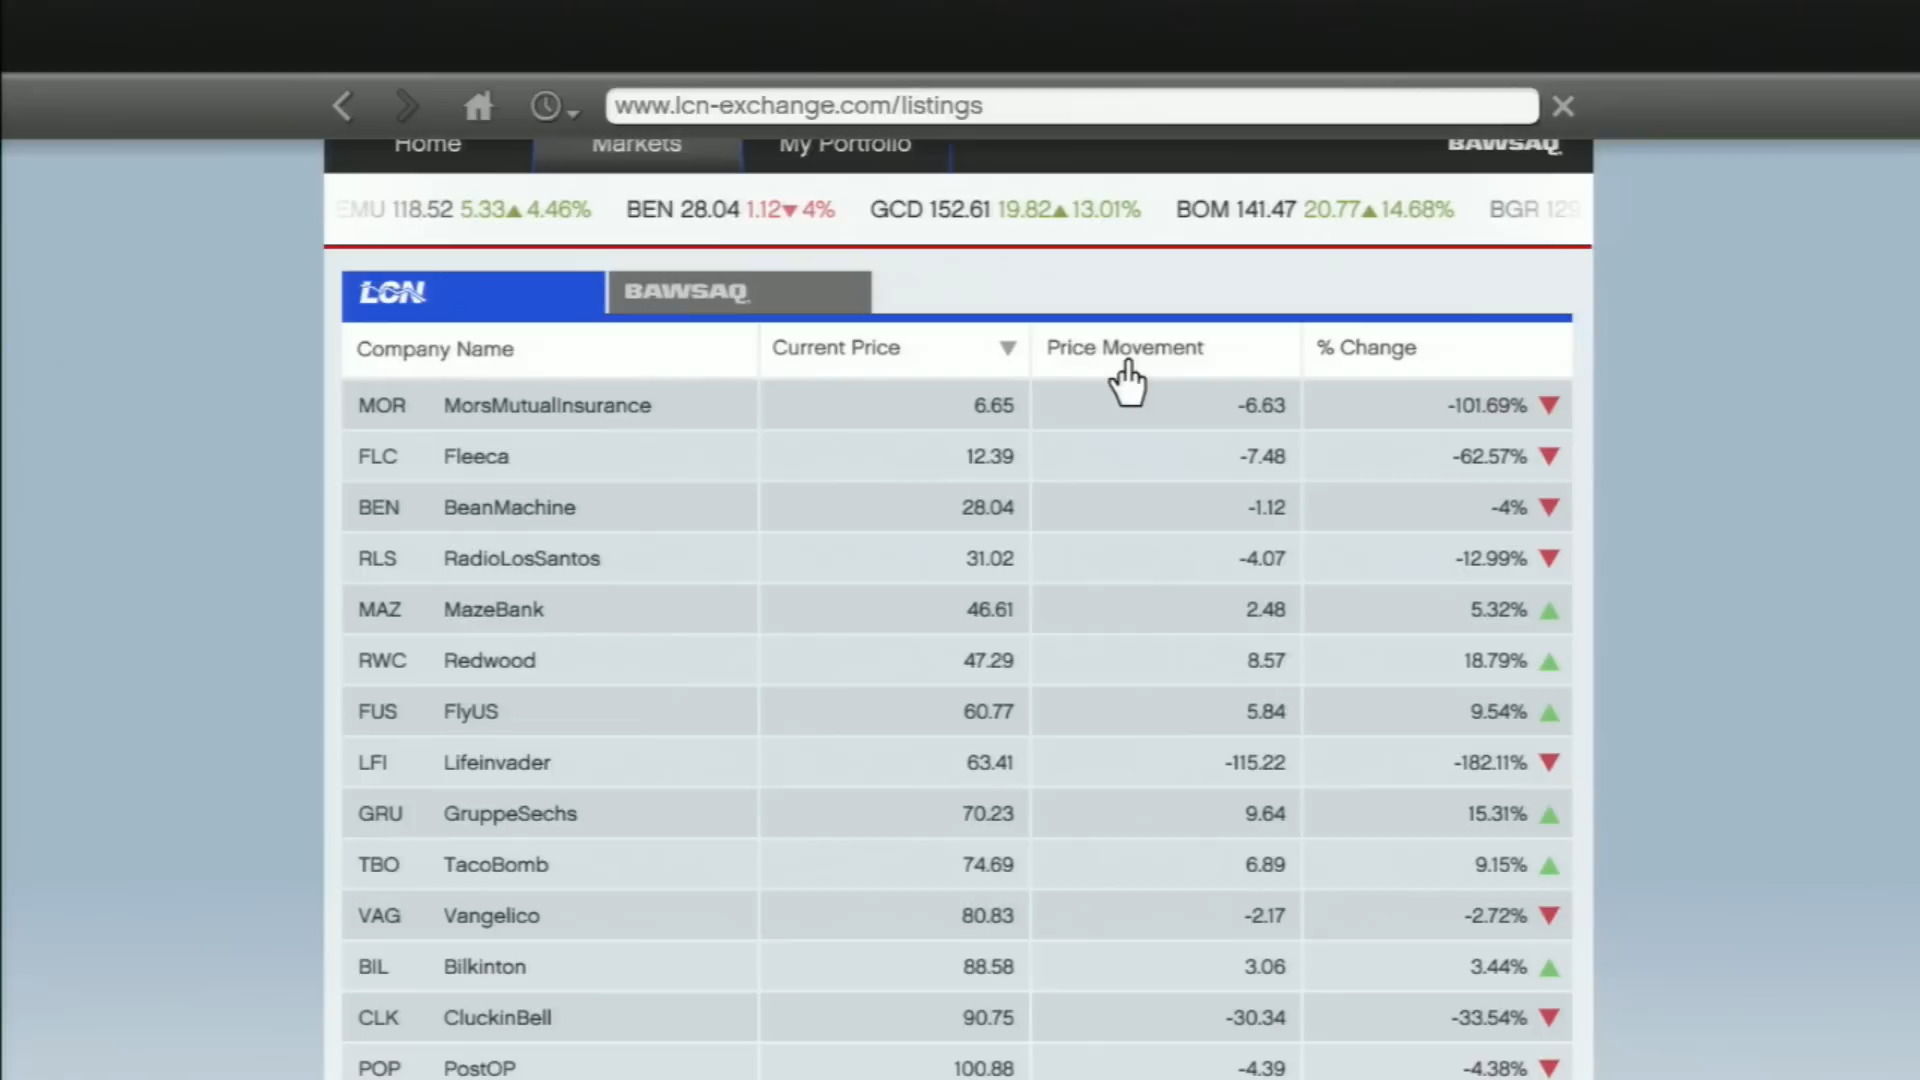 www.lcn-exchange.com/listings
Home Markets My Portfolio BAWSAQ
EMU 118.52 5.33▲4.46% BEN 28.04 1.12▼4% GCD 152.61 19.82▲13.01% BOM 141.47 20.77▲14.68% BGR 129
LCN BAWSAQ
Company Name Current Price ▼ Price Movement % Change
MOR MorsMutualInsurance 6.65 -6.63 -101.69% ▼
FLC Fleeca 12.39 -7.48 -62.57% ▼
BEN BeanMachine 28.04 -1.12 -4% ▼
RLS RadioLosSantos 31.02 -4.07 -12.99% ▼
MAZ MazeBank 46.61 2.48 5.32% ▲
RWC Redwood 47.29 8.57 18.79% ▲
FUS FlyUS 60.77 5.84 9.54% ▲
LFI Lifeinvader 63.41 -115.22 -182.11% ▼
GRU GruppeSechs 70.23 9.64 15.31% ▲
TBO TacoBomb 74.69 6.89 9.15% ▲
VAG Vangelico 80.83 -2.17 -2.72% ▼
BIL Bilkinton 88.58 3.06 3.44% ▲
CLK CluckinBell 90.75 -30.34 -33.54% ▼
POP PostOP 100.88 -4.39 -4.38% ▼